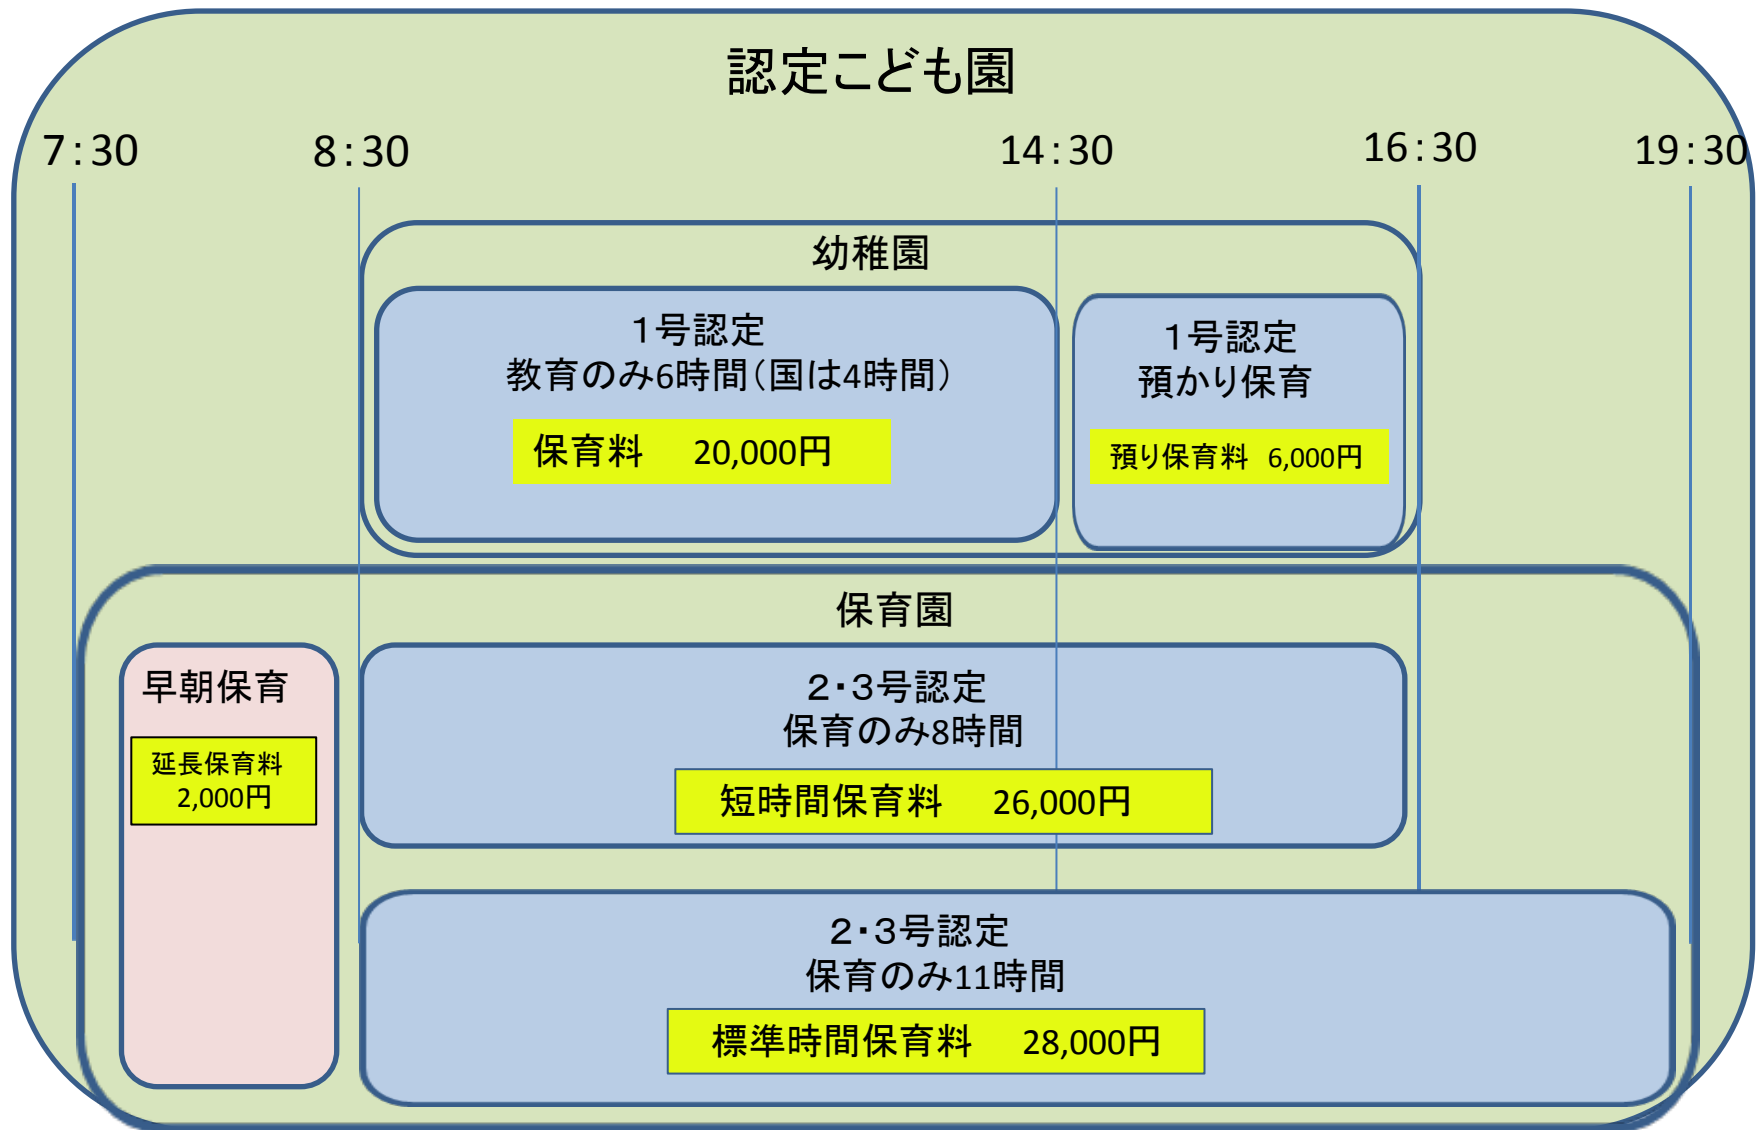 認定こども園
7:30
8:30
14:30
16:30
19:30
幼稚園
1号認定
教育のみ6時間（国は4時間）
保育料　20,000円
1号認定
預かり保育
預り保育料　6,000円
保育園
早朝保育
延長保育料
2,000円
2・3号認定
保育のみ8時間
短時間保育料　26,000円
2・3号認定
保育のみ11時間
標準時間保育料　28,000円